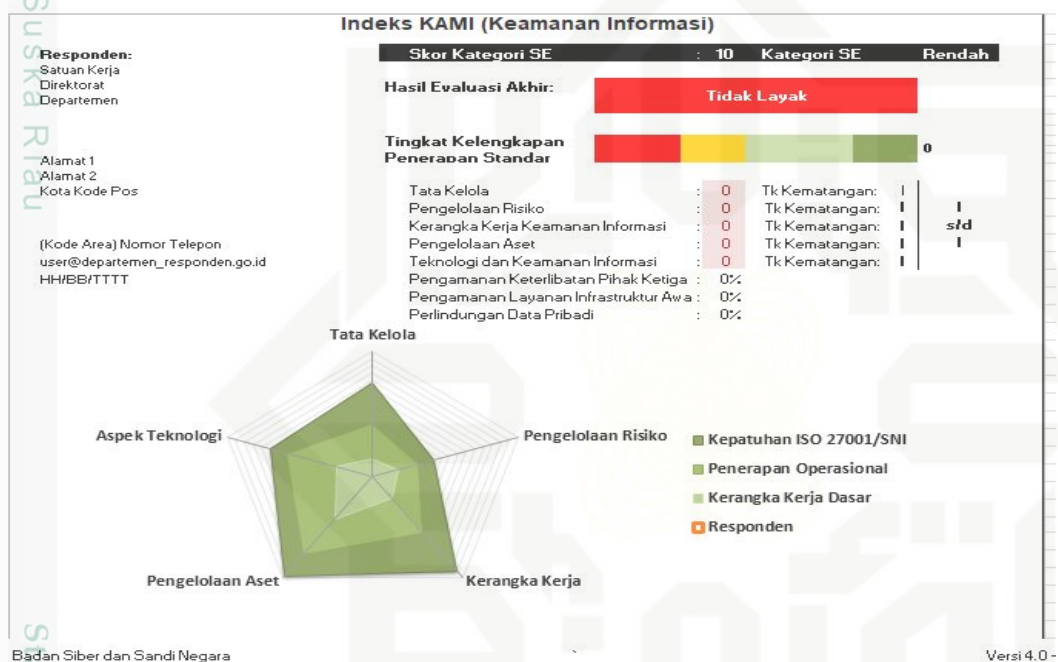 Indeks KAMI (Keamanan Informasi)
Responden:
Satuan Kerja
Direktorat
Departemen
Alamat 1
Alamat 2
Kota Kode Pos
(Kode Area) Nomor Telepon
user@departemen_responden.go.id
HH/BB/TTTT
Skor Kategori SE : 10 Kategori SE Rendah
Hasil Evaluasi Akhir: Tidak Layak
Tingkat Kelengkapan
Penerapan Standar 0
Tata Kelola : 0 Tk Kematangan: I
Pengelolaan Risiko : 0 Tk Kematangan: I I
Kerangka Kerja Keamanan Informasi : 0 Tk Kematangan: I s/d
Pengelolaan Aset : 0 Tk Kematangan: I I
Teknologi dan Keamanan Informasi : 0 Tk Kematangan: I
Pengamanan Keterlibatan Pihak Ketiga : 0%
Pengamanan Layanan Infrastruktur Awa : 0%
Perlindungan Data Pribadi : 0%
Tata Kelola
Aspek Teknologi
Pengelolaan Risiko
Pengelolaan Aset
Kerangka Kerja
Kepatuhan ISO 27001/SNI
Penerapan Operasional
Kerangka Kerja Dasar
Responden
Badan Siber dan Sandi Negara
Versi 4.0 -
Suska Riau
St